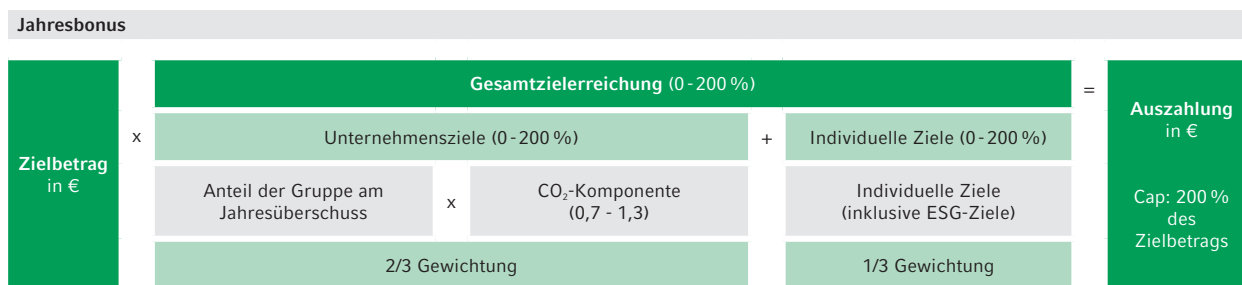 Jahresbonus
Zielbetrag
in €
x
Gesamtzielerreichung (0-200 %)
Unternehmensziele (0-200 %)
+
Individuelle Ziele (0-200 %)
Anteil der Gruppe am
Jahresüberschuss
x
CO₂-Komponente
(0,7 - 1,3)
Individuelle Ziele
(inklusive ESG-Ziele)
2/3 Gewichtung
1/3 Gewichtung
=
Auszahlung
in €
Cap: 200 %
des
Zielbetrags